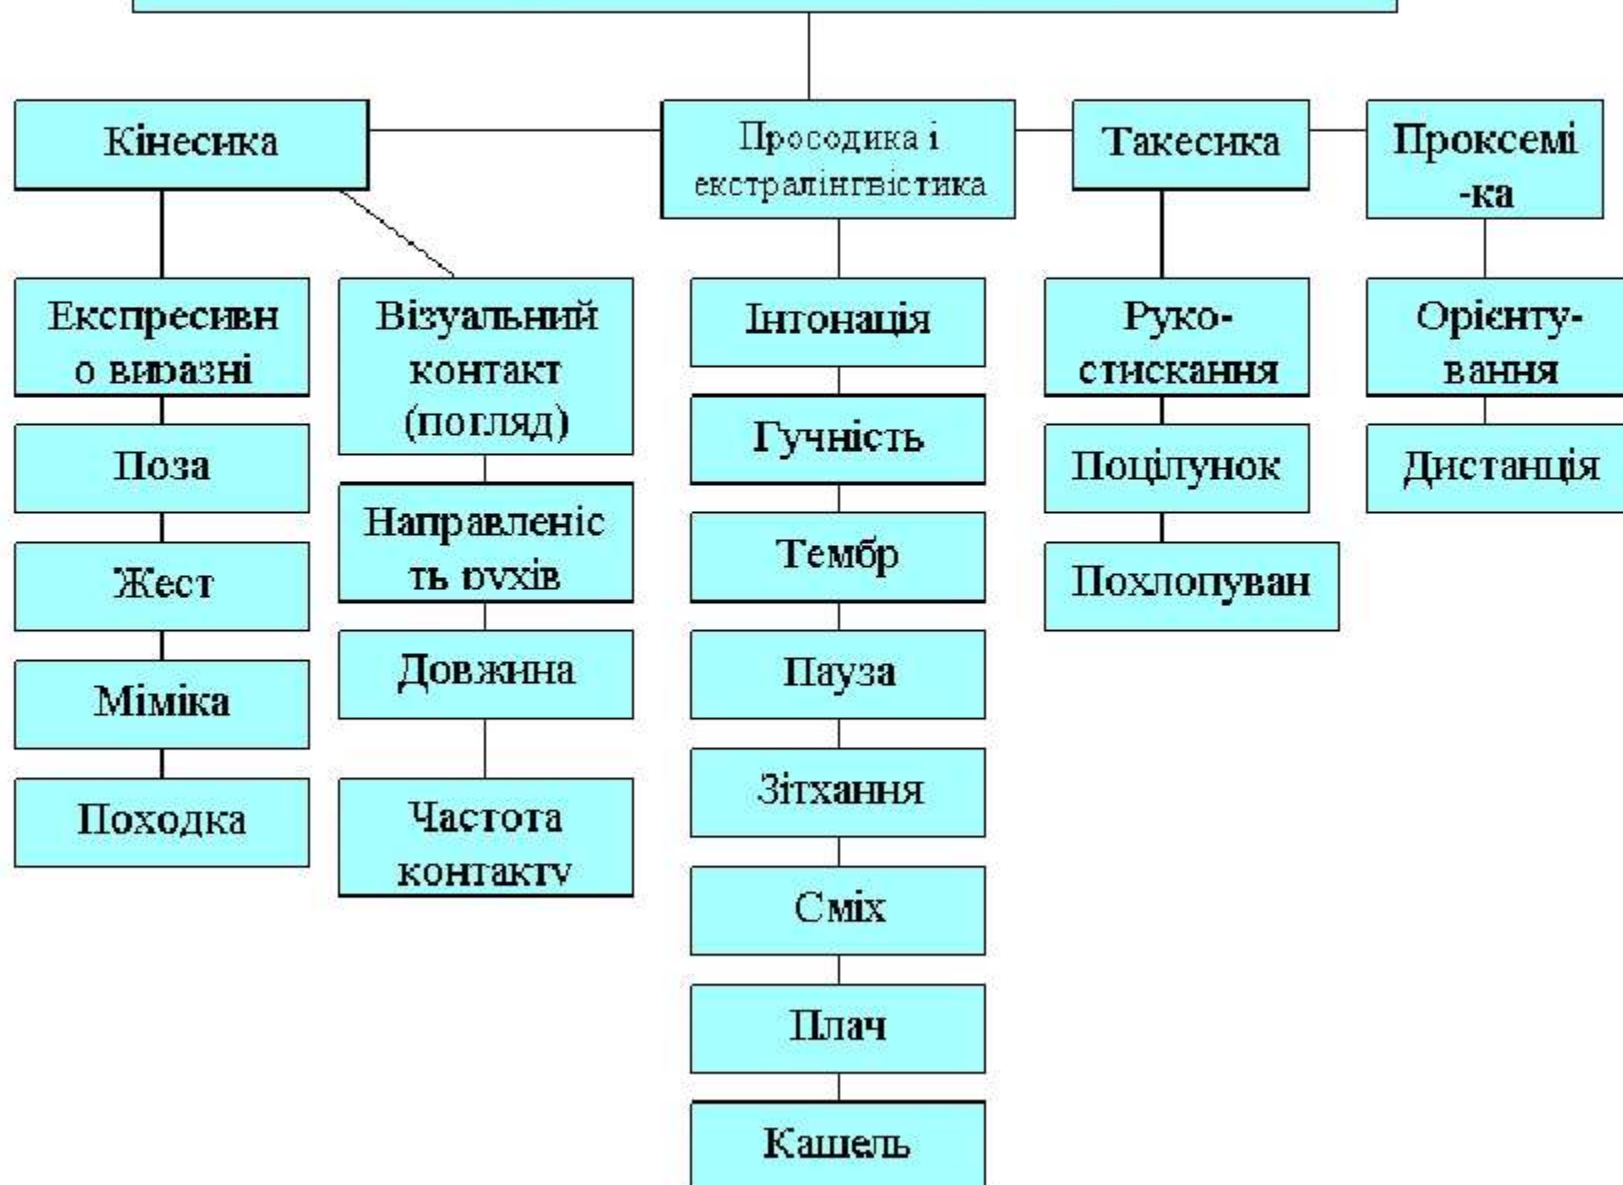 Кінесика
Просодика і
екстралінгвістика
Такесика
Проксемі
-ка
Експресивн
о виразні
Поза
Жест
Міміка
Походка
Візуальний
контакт
(погляд)
Направленіс
ть рухів
Довжина
Частота
контакту
Інтонація
Гучність
Тембр
Пауза
Зітхання
Сміх
Плач
Кашель
Руко-
стискання
Поцілунок
Похлопуван
Орієнту-
вання
Дистанція